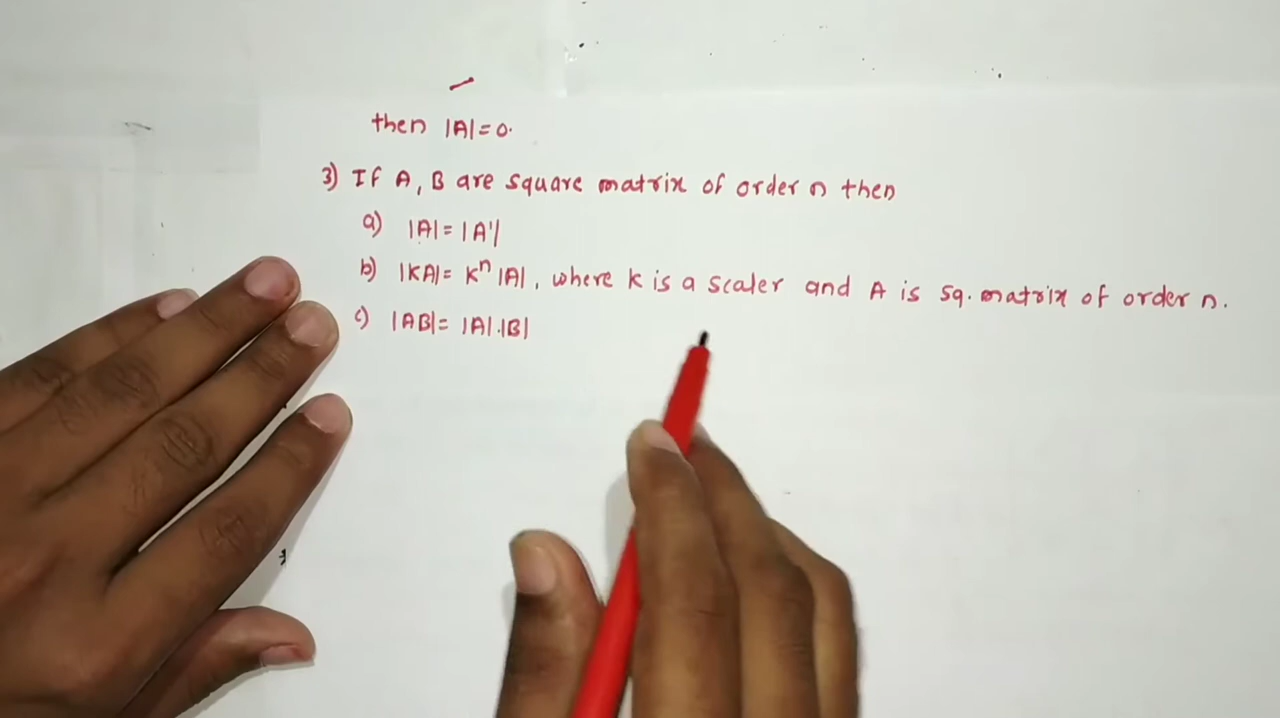 then |A|=0.
3) If A, B are square matrix of order n then
a) |A|=|A'|
b) |KA|= Kⁿ |A|, where k is a scaler and A is sq. matrix of order n.
c) |AB|= |A|.|B|